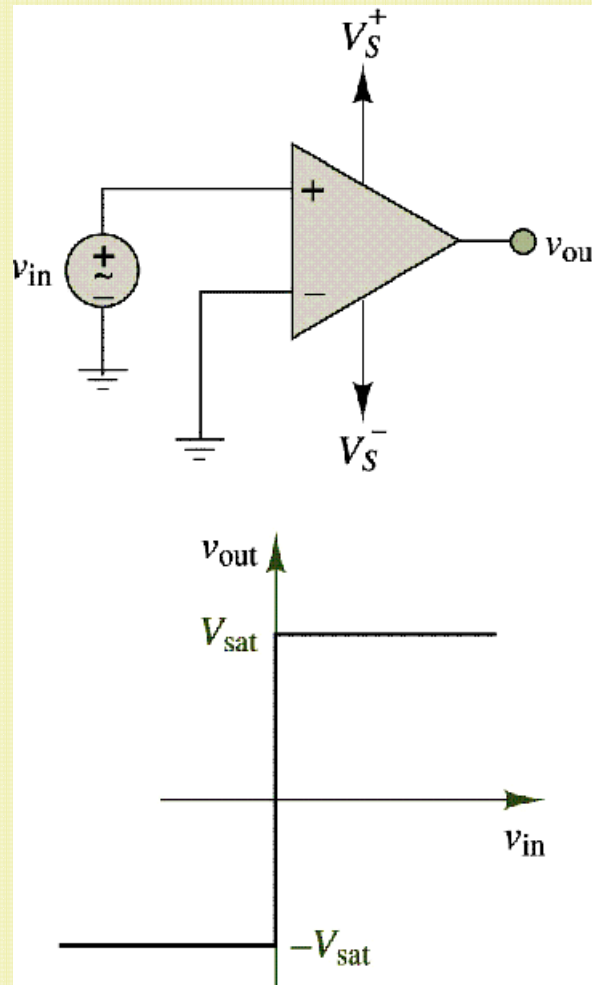 V_S^+
+
v_in
+
~
−
v_ou
−
V_S^−
v_out
V_sat
v_in
−V_sat